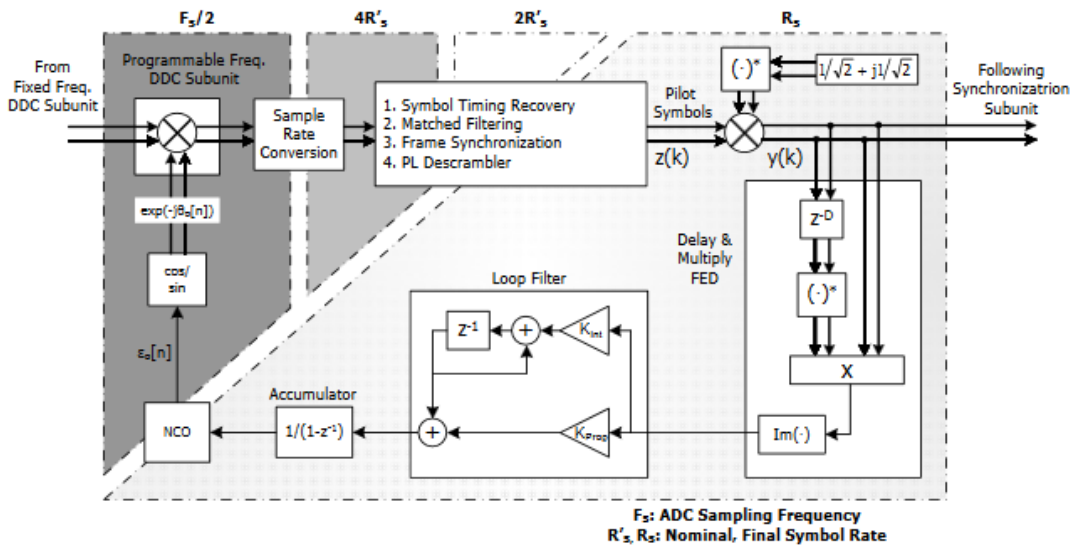 Fₛ/2
4R'ₛ
2R'ₛ
Rₛ
From
Fixed Freq.
DDC Subunit
Programmable Freq.
DDC Subunit
Sample
Rate
Conversion
1. Symbol Timing Recovery
2. Matched Filtering
3. Frame Synchronization
4. PL Descrambler
Pilot
Symbols
z(k)
(·)*
1/√2 + j1/√2
y(k)
Following
Synchronizatrion
Subunit
exp(-jθₒ[n])
cos/
sin
εₒ[n]
NCO
Accumulator
1/(1-z⁻¹)
Loop Filter
Z⁻¹
+
K_Int
+
K_Prop
Delay &
Multiply
FED
Z⁻ᴰ
(·)*
X
Im(·)
Fₛ: ADC Sampling Frequency
R'ₛ, Rₛ: Nominal, Final Symbol Rate